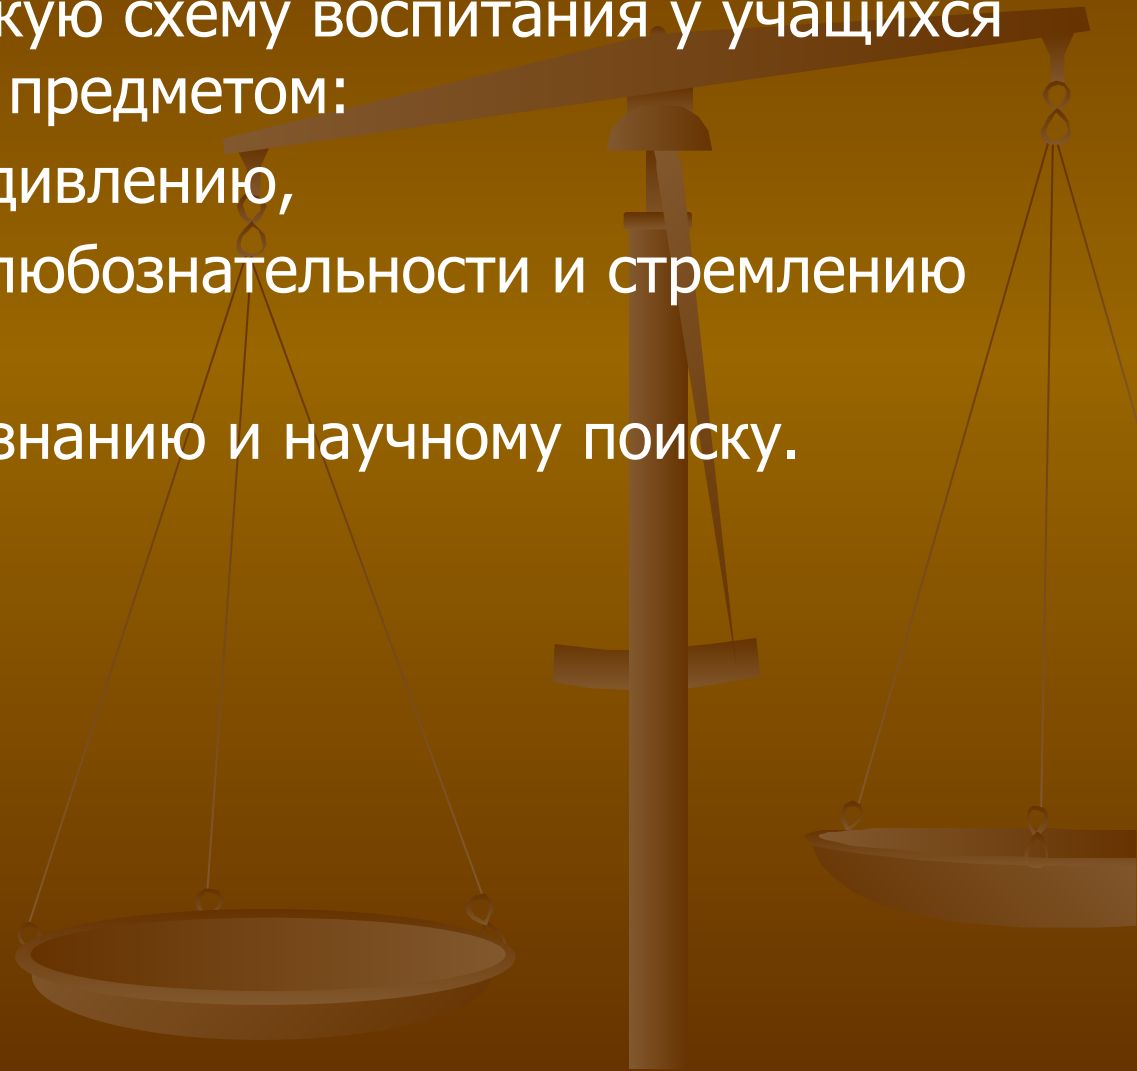 кую схему воспитания у учащихся
предметом:
дивлению,
любознательности и стремлению
знанию и научному поиску.